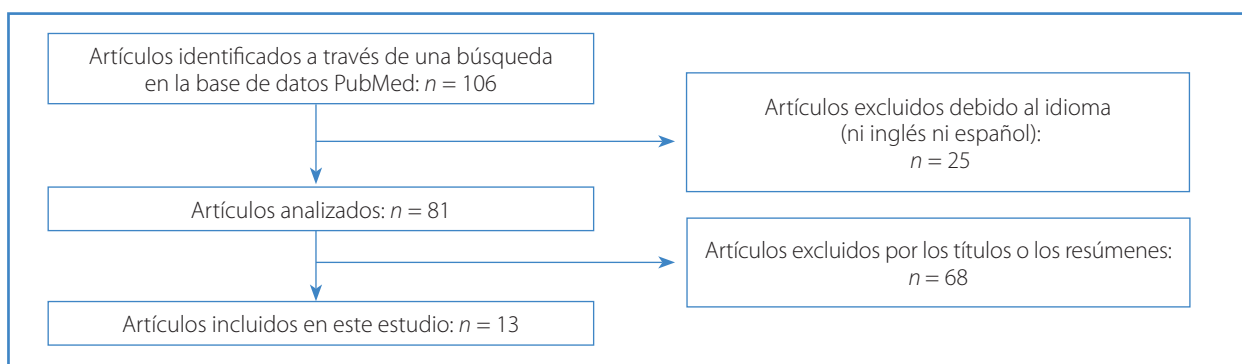 Artículos identificados a través de una búsqueda
en la base de datos PubMed: n = 106
Artículos excluidos debido al idioma
(ni inglés ni español):
n = 25
Artículos analizados: n = 81
Artículos excluidos por los títulos o los resúmenes:
n = 68
Artículos incluidos en este estudio: n = 13